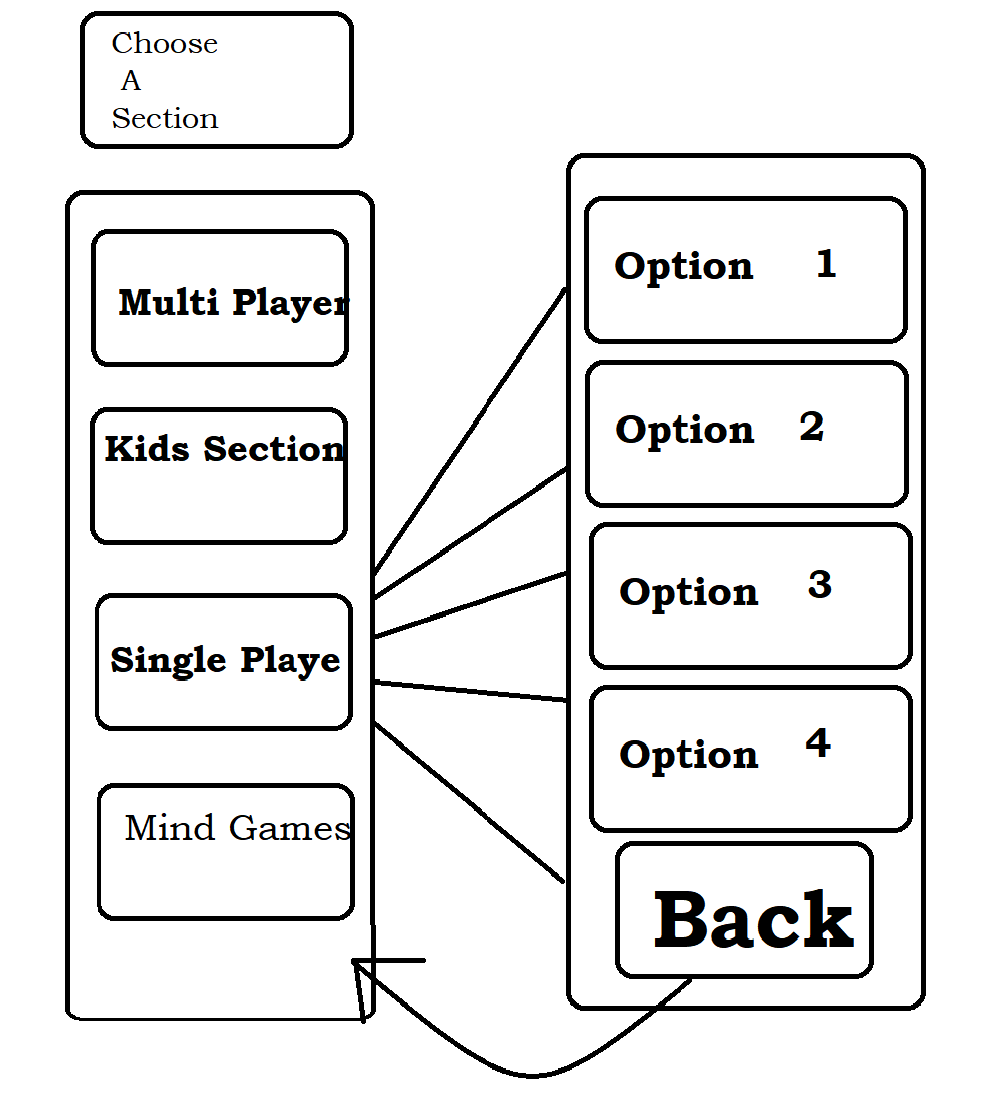 Choose
A
Section
Multi Player
Kids Section
Single Playe
Mind Games
Option 1
Option 2
Option 3
Option 4
Back